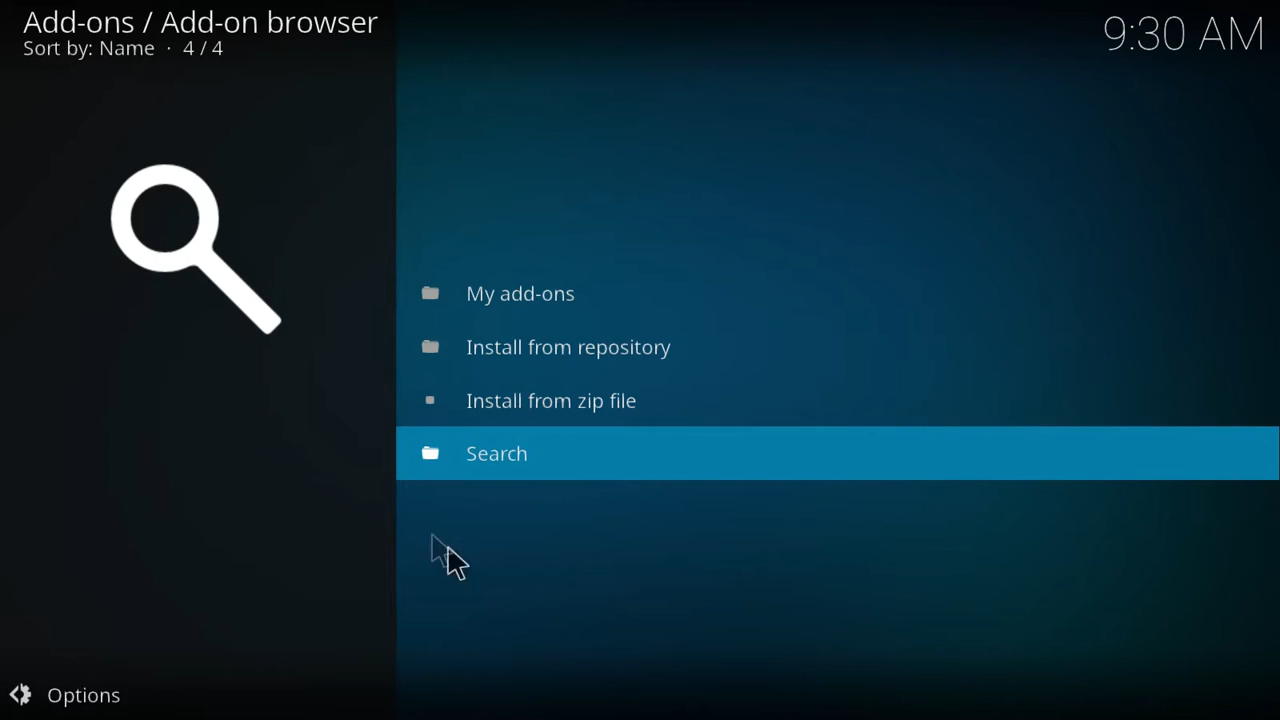 Add-ons / Add-on browser
Sort by: Name · 4 / 4
9:30 AM
My add-ons
Install from repository
Install from zip file
Search
Options